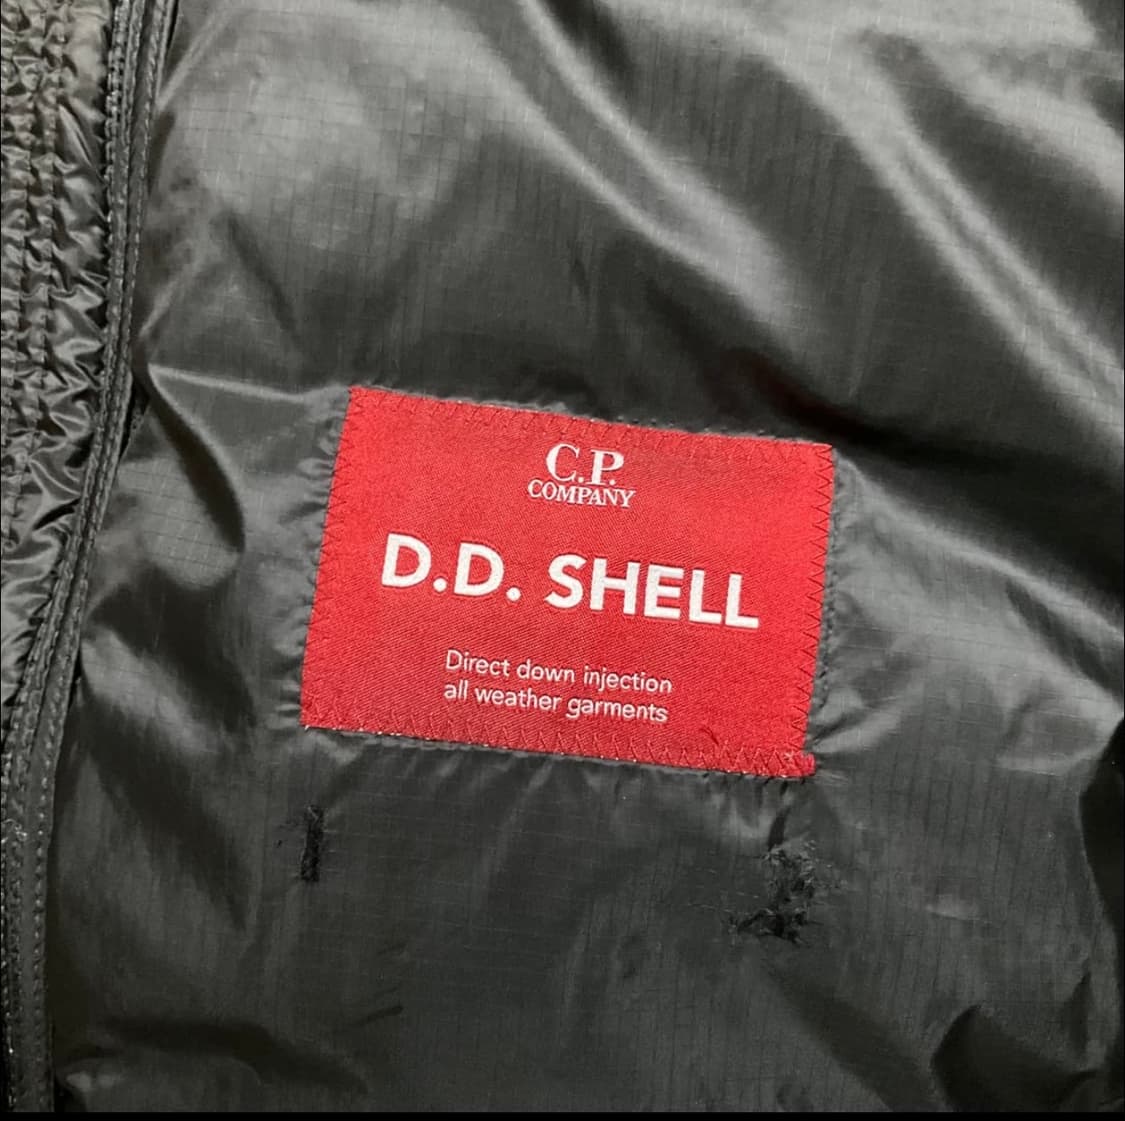 C.P.
COMPANY
D.D. SHELL
Direct down injection
all weather garments